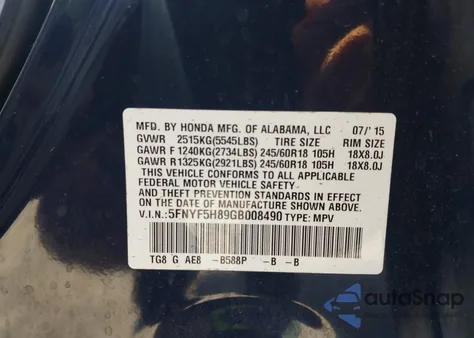 MFD. BY HONDA MFG. OF ALABAMA, LLC 07/'15
GVWR 2515KG(5545LBS) TIRE SIZE RIM SIZE
GAWR F 1240KG(2734LBS) 245/60R18 105H 18X8.0J
GAWR R1325KG(2921LBS) 245/60R18 105H 18X8.0J
THIS VEHICLE CONFORMS TO ALL APPLICABLE
FEDERAL MOTOR VEHICLE SAFETY, BUMPER,
AND THEFT PREVENTION STANDARDS IN EFFECT
ON THE DATE OF MANUFACTURE SHOWN ABOVE.
V.I.N.:5FNYF5H89GB008490 TYPE: MPV
TG8 G AE8 -B588P -B -B
autoSnap